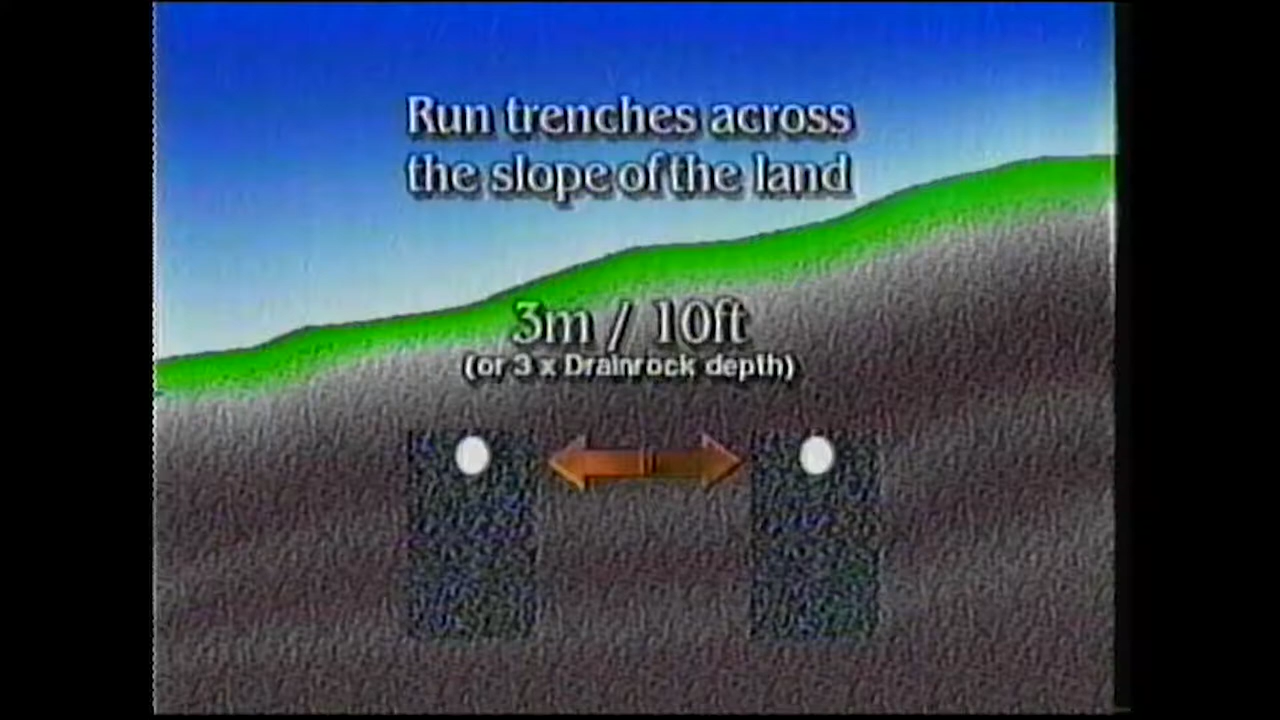 Run trenches across
the slope of the land
3m / 10ft
(or 3 x Drainrock depth)